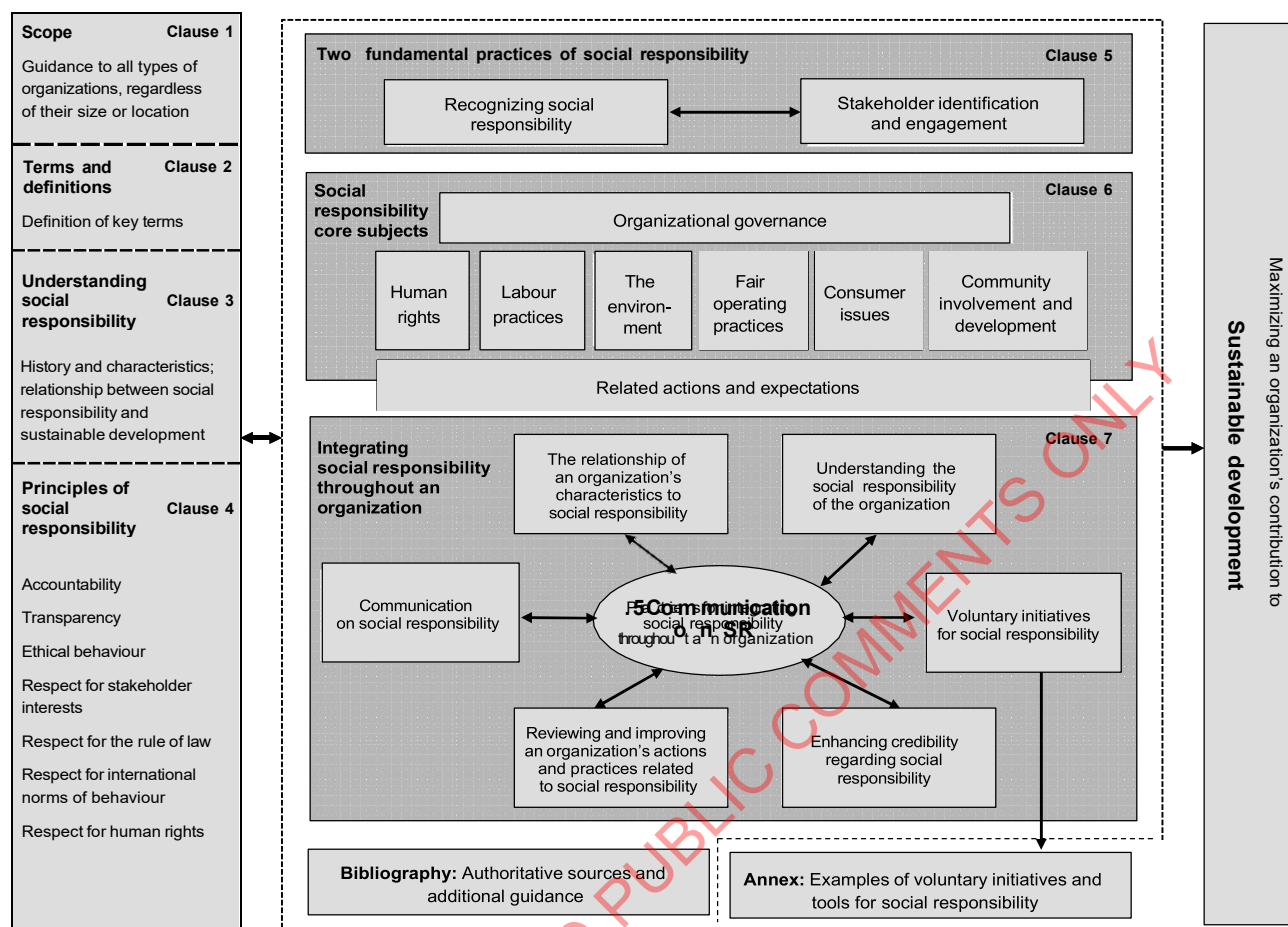 Scope Clause 1
Guidance to all types of
organizations, regardless
of their size or location
Terms and Clause 2
definitions
Definition of key terms
Understanding
social Clause 3
responsibility
History and characteristics;
relationship between social
responsibility and
sustainable development
Principles of
social Clause 4
responsibility
Accountability
Transparency
Ethical behaviour
Respect for stakeholder
interests
Respect for the rule of law
Respect for international
norms of behaviour
Respect for human rights
Two fundamental practices of social responsibility Clause 5
Recognizing social
responsibility
Stakeholder identification
and engagement
Social Clause 6
responsibility
core subjects
Organizational governance
Human
rights
Labour
practices
The
environ-
ment
Fair
operating
practices
Consumer
issues
Community
involvement and
development
Related actions and expectations
Integrating Clause 7
social responsibility
throughout an
organization
The relationship of
an organization's
characteristics to
social responsibility
Understanding the
social responsibility
of the organization
Communication
on social responsibility
5Communication
on SR
social responsibility
organization
Voluntary initiatives
for social responsibility
Reviewing and improving
an organization's actions
and practices related
to social responsibility
Enhancing credibility
regarding social
responsibility
Bibliography: Authoritative sources and
additional guidance
Annex: Examples of voluntary initiatives and
tools for social responsibility
Maximizing an organization's contribution to
Sustainable development
PUBLIC COMMENTS ONLY